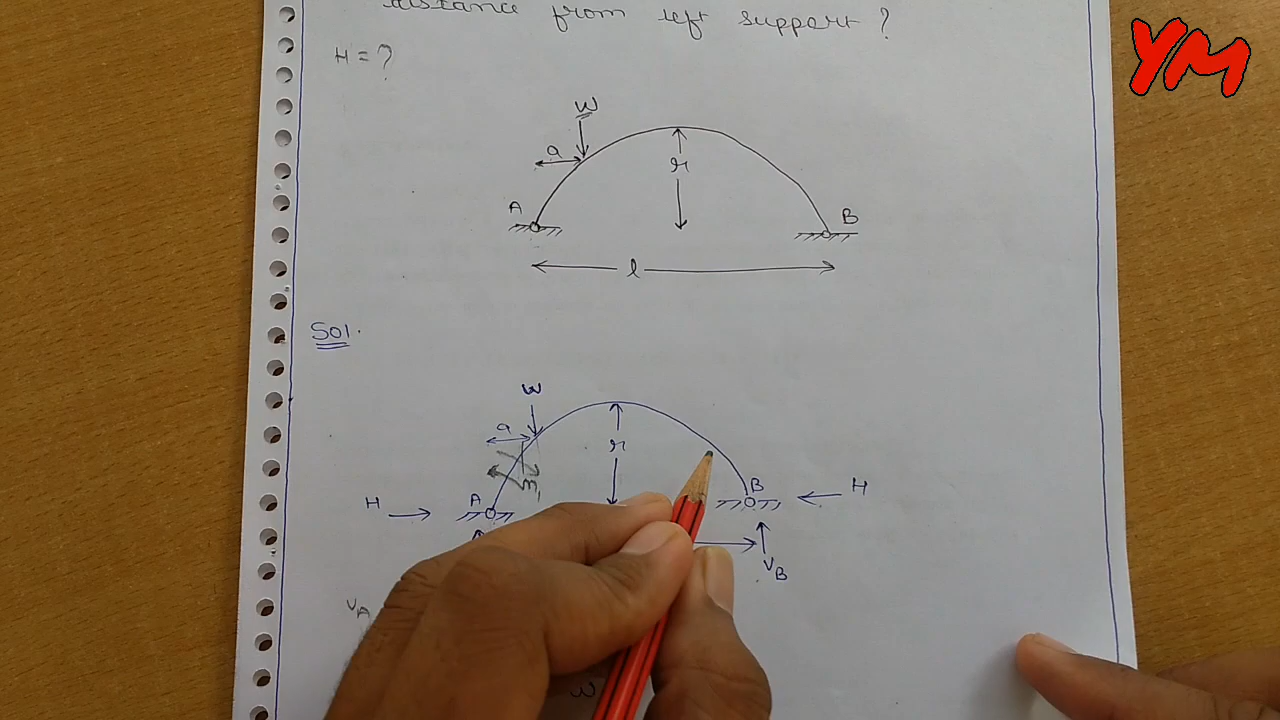 distance from left support ?
H = ?
YM
W
a
r
A
B
l
Sol.
W
a
r
A
B
H
H
V_B
V_A
W